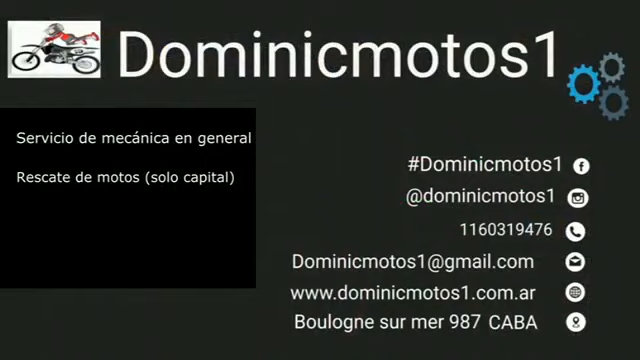 Dominicmotos1
Servicio de mecánica en general
Rescate de motos (solo capital)
#Dominicmotos1
@dominicmotos1
1160319476
Dominicmotos1@gmail.com
www.dominicmotos1.com.ar
Boulogne sur mer 987 CABA